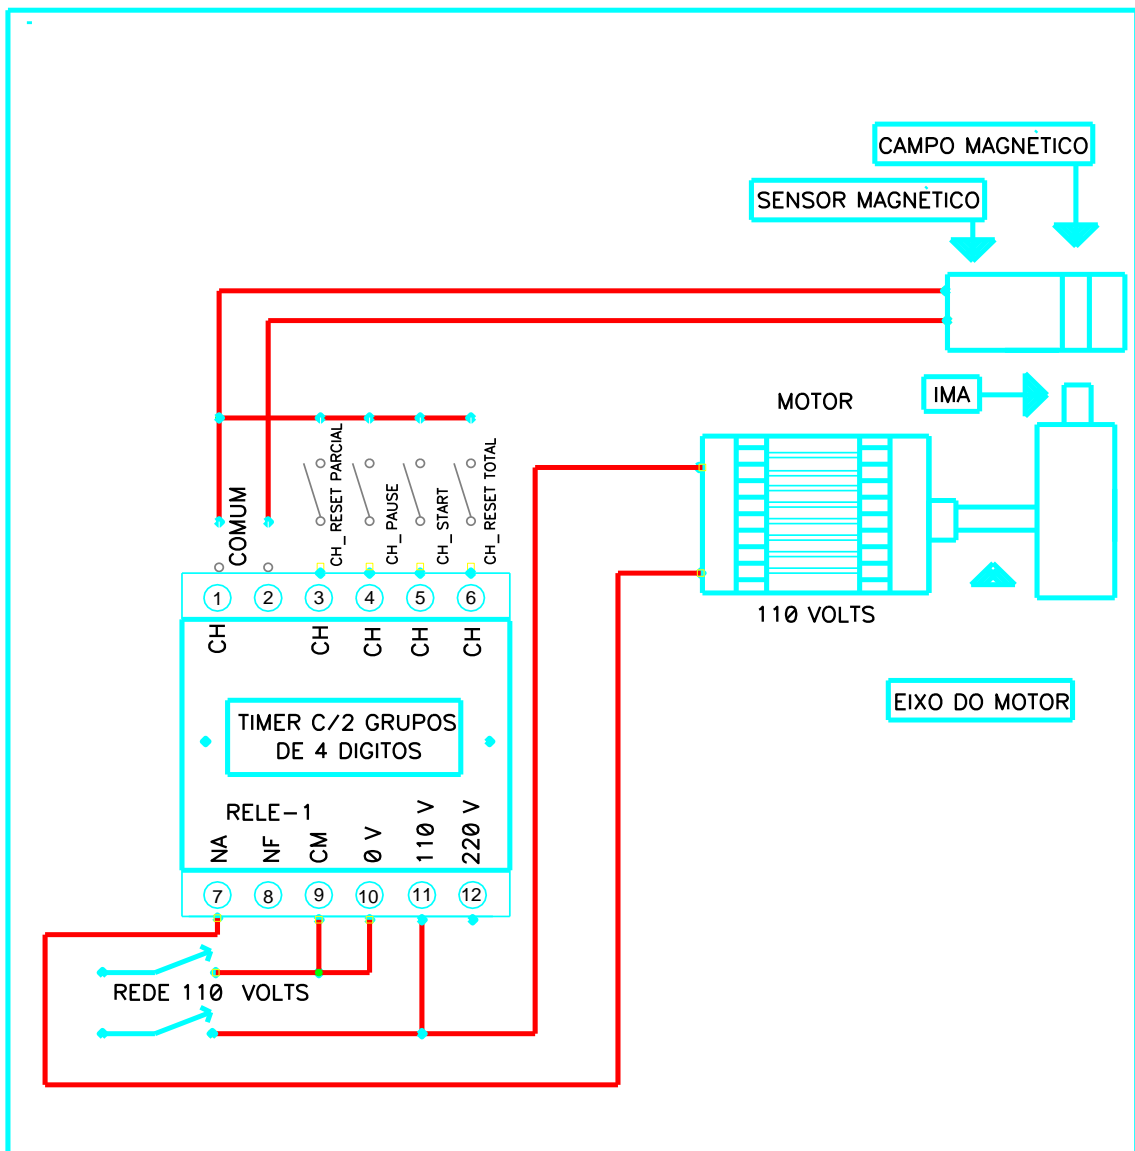 CAMPO MAGNÉTICO
SENSOR MAGNÉTICO
IMA
MOTOR
COMUM
CH_ RESET PARCIAL
CH_ PAUSE
CH_ START
CH_ RESET TOTAL
1 2 3 4 5 6
CH CH CH CH CH
110 VOLTS
EIXO DO MOTOR
TIMER C/2 GRUPOS
DE 4 DIGITOS
RELE-1
NA NF CM 0 V 110 V 220 V
7 8 9 10 11 12
REDE 110 VOLTS